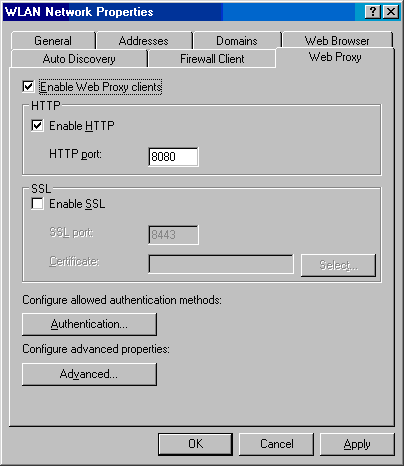 WLAN Network Properties
General Addresses Domains Web Browser
Auto Discovery Firewall Client Web Proxy
Enable Web Proxy clients
HTTP
Enable HTTP
HTTP port: 8080
SSL
Enable SSL
SSL port: 8443
Certificate: Select...
Configure allowed authentication methods:
Authentication...
Configure advanced properties:
Advanced...
OK Cancel Apply